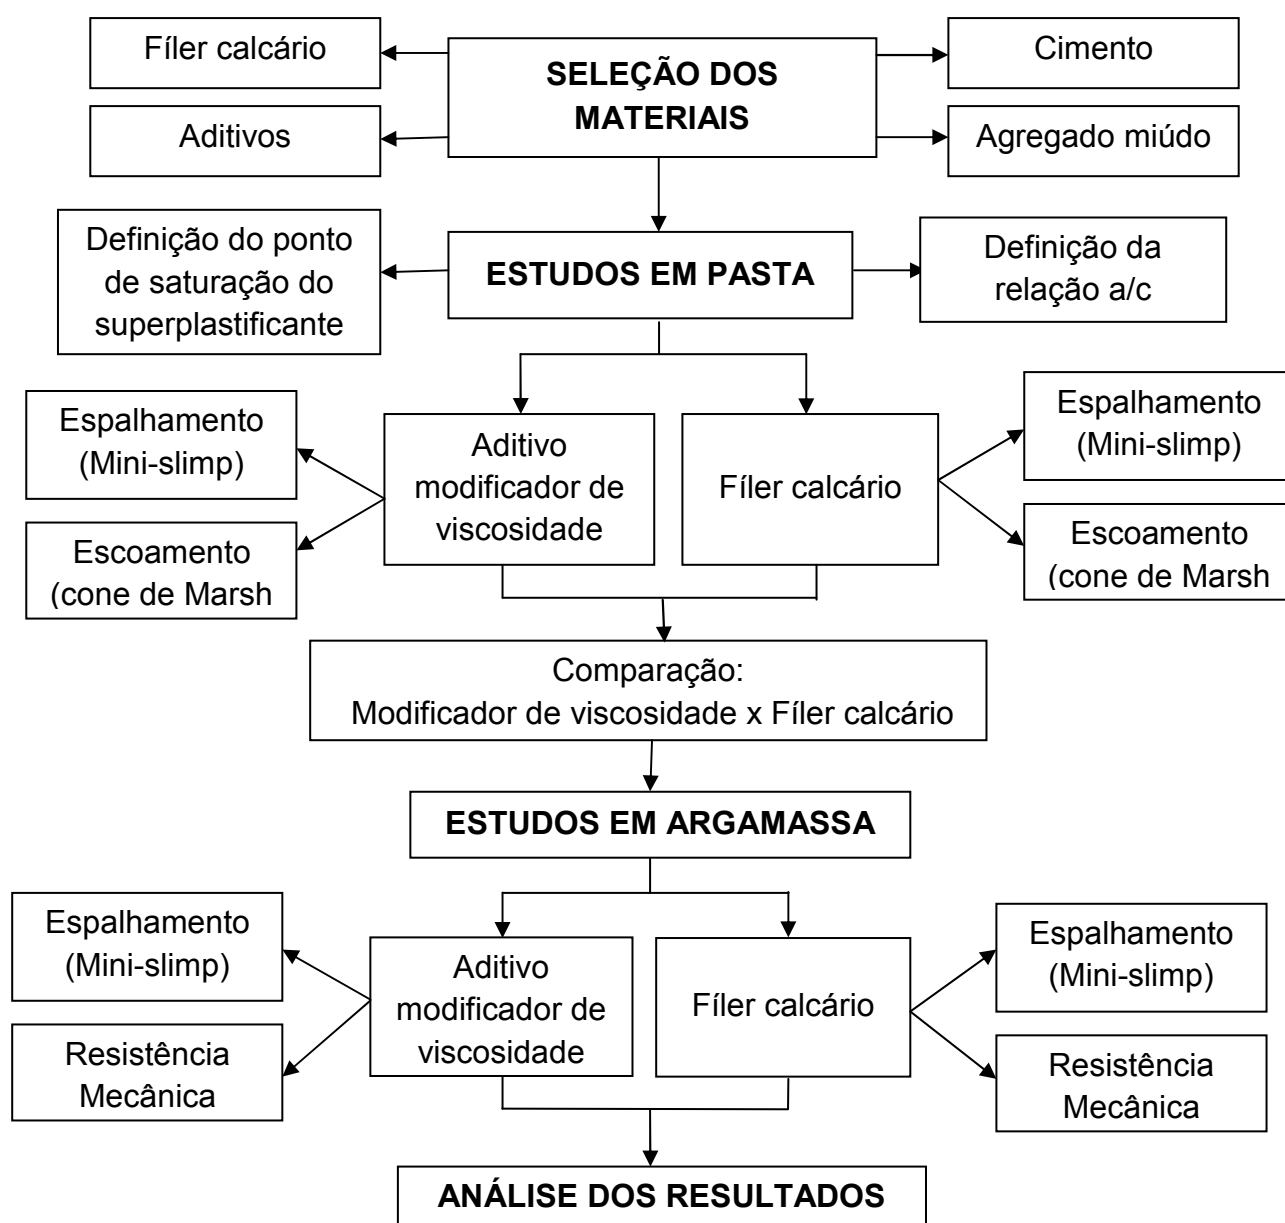 Fíler calcário
SELEÇÃO DOS
MATERIAIS
Cimento
Aditivos
Agregado miúdo
Definição do ponto
de saturação do
superplastificante
ESTUDOS EM PASTA
Definição da
relação a/c
Espalhamento
(Mini-slimp)
Escoamento
(cone de Marsh
Aditivo
modificador de
viscosidade
Fíler calcário
Espalhamento
(Mini-slimp)
Escoamento
(cone de Marsh
Comparação:
Modificador de viscosidade x Fíler calcário
ESTUDOS EM ARGAMASSA
Espalhamento
(Mini-slimp)
Resistência
Mecânica
Aditivo
modificador de
viscosidade
Fíler calcário
Espalhamento
(Mini-slimp)
Resistência
Mecânica
ANÁLISE DOS RESULTADOS